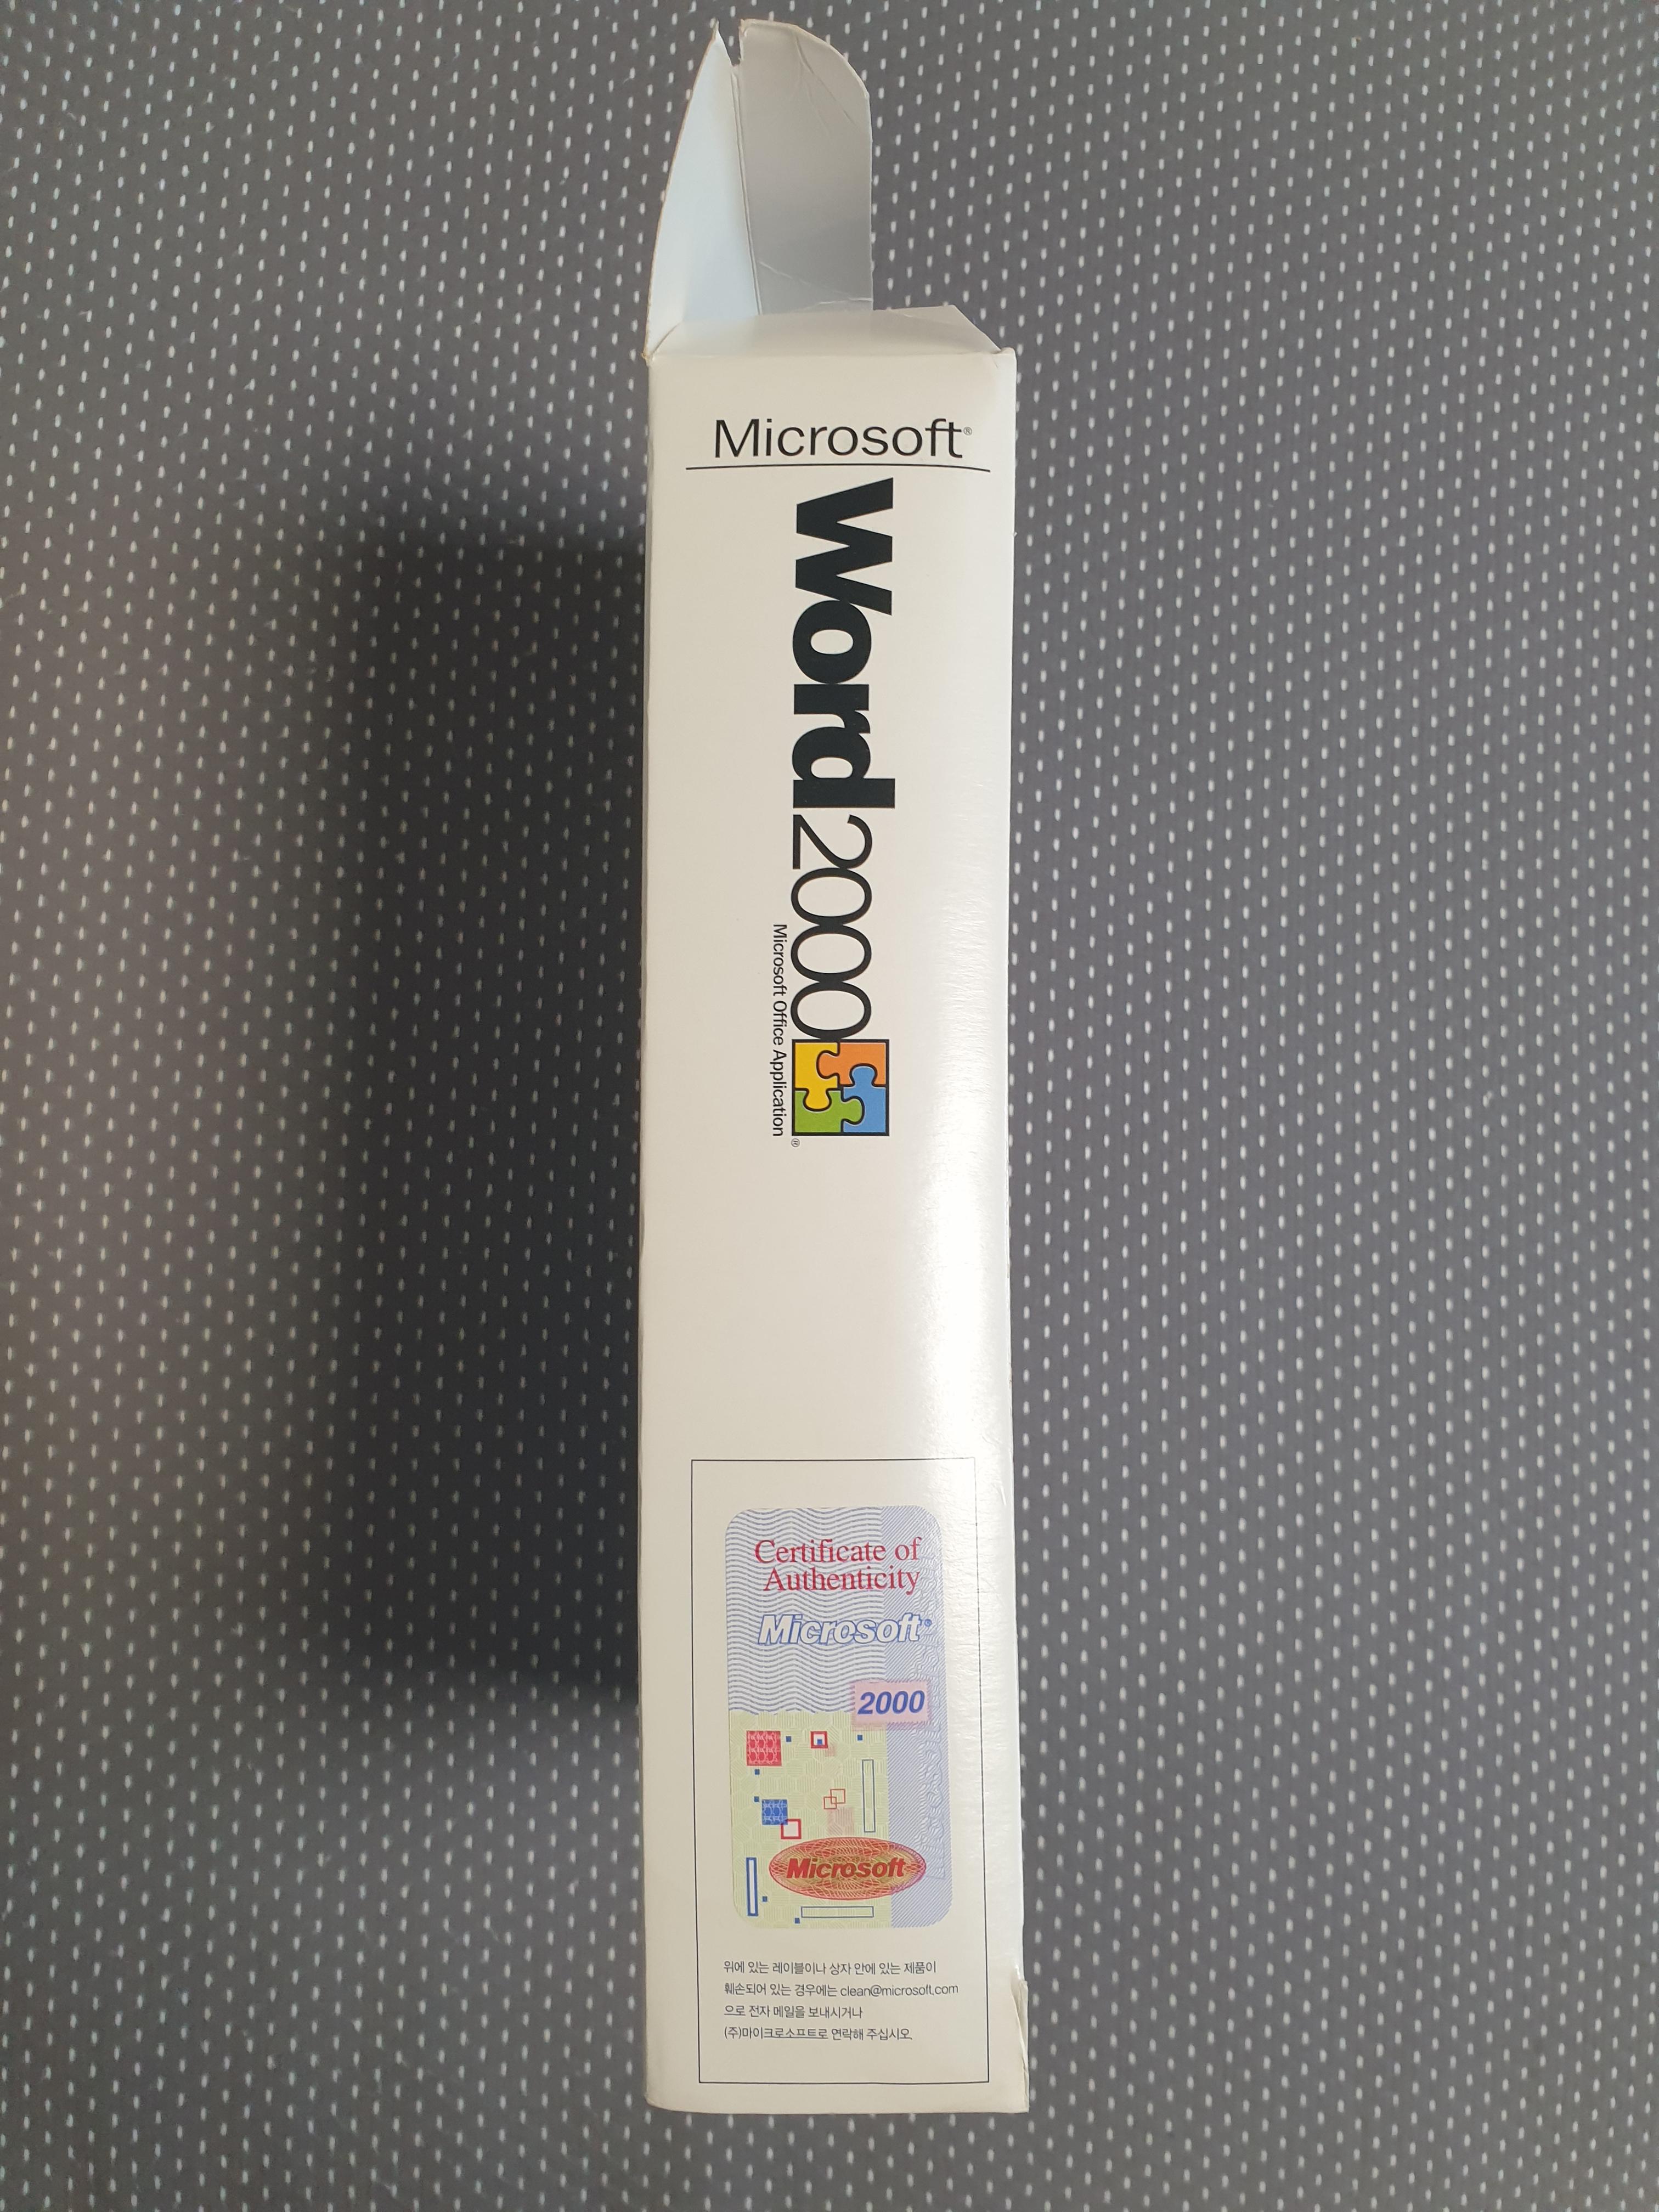 Microsoft®
Word 2000
Microsoft Office Application
®
Certificate of
Authenticity
Microsoft®
2000
Microsoft
위에 있는 레이블이나 상자 안에 있는 제품이
훼손되어 있는 경우에는 clean@microsoft.com
으로 전자 메일을 보내시거나
(주)마이크로소프트로 연락해 주십시오.